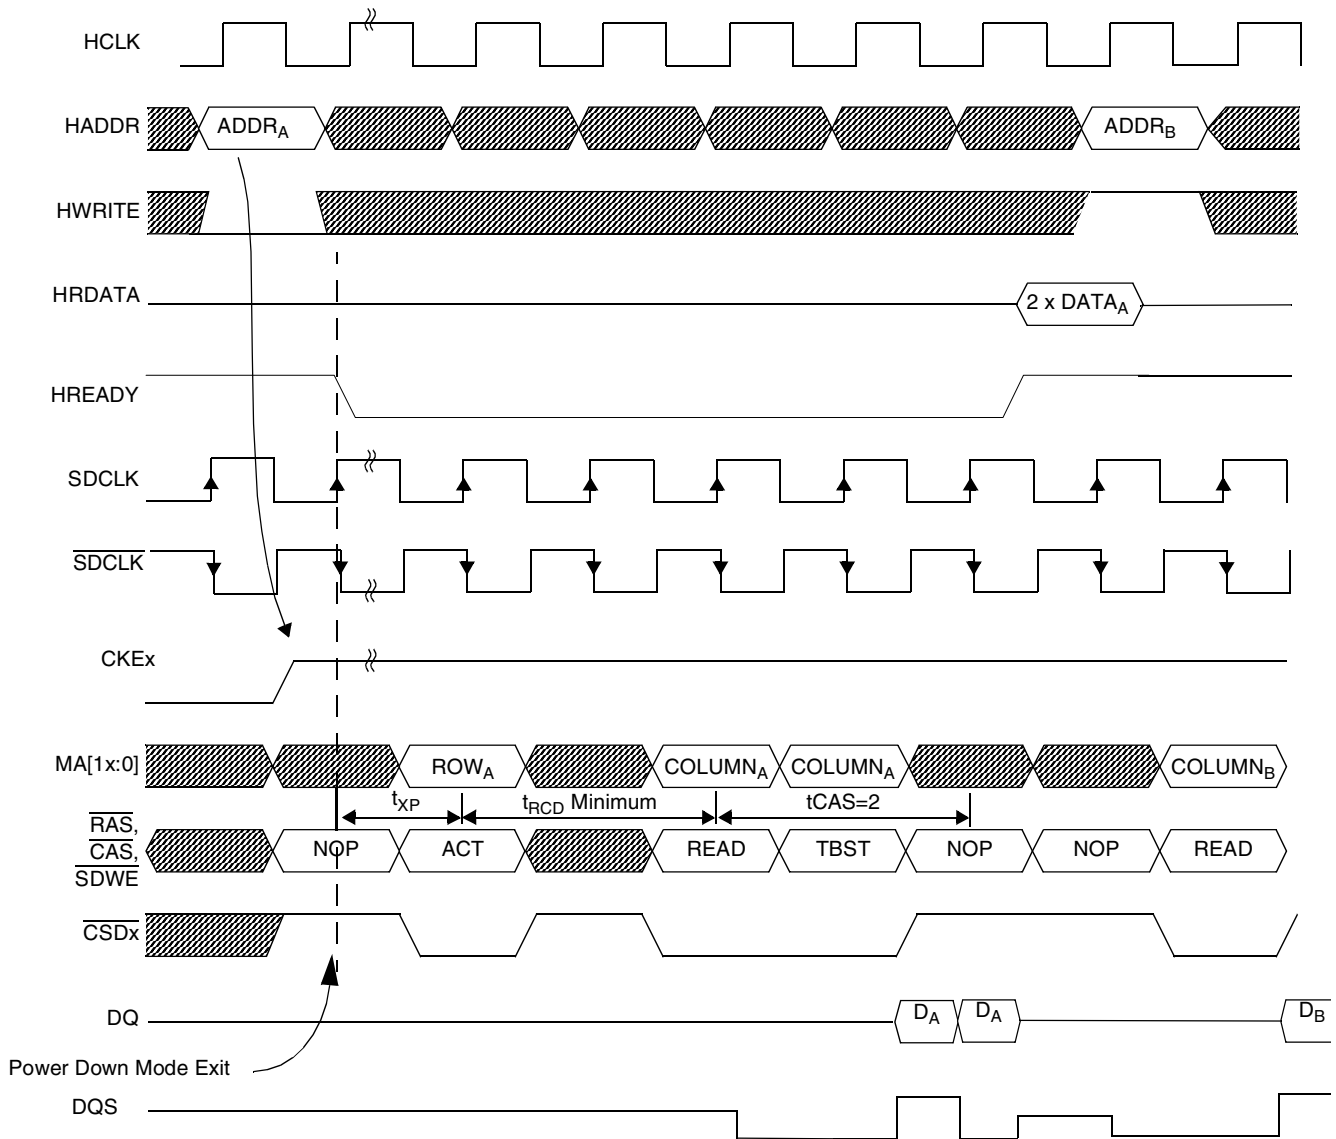 HCLK
HADDR ADDRA ADDRB
HWRITE
HRDATA 2 x DATAA
HREADY
SDCLK
SDCLK
CKEx
MA[1x:0] ROWA COLUMNA COLUMNA COLUMNB
tXP tRCD Minimum tCAS=2
RAS,
CAS, NOP ACT READ TBST NOP NOP READ
SDWE
CSDx
DQ DA DA DB
Power Down Mode Exit
DQS